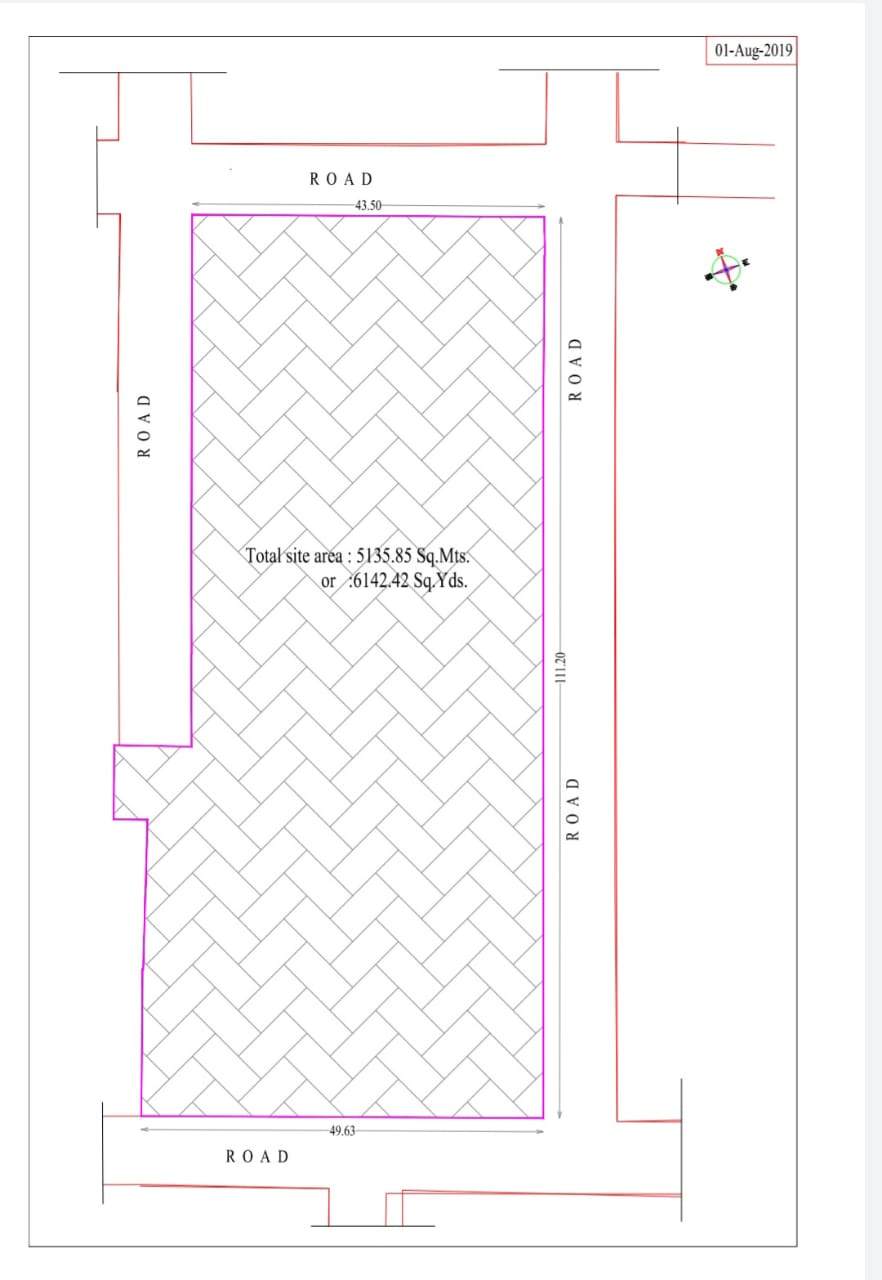 01-Aug-2019
ROAD
43.50
ROAD
ROAD
Total site area : 5135.85 Sq.Mts.
or :6142.42 Sq.Yds.
111.20
ROAD
49.63
ROAD